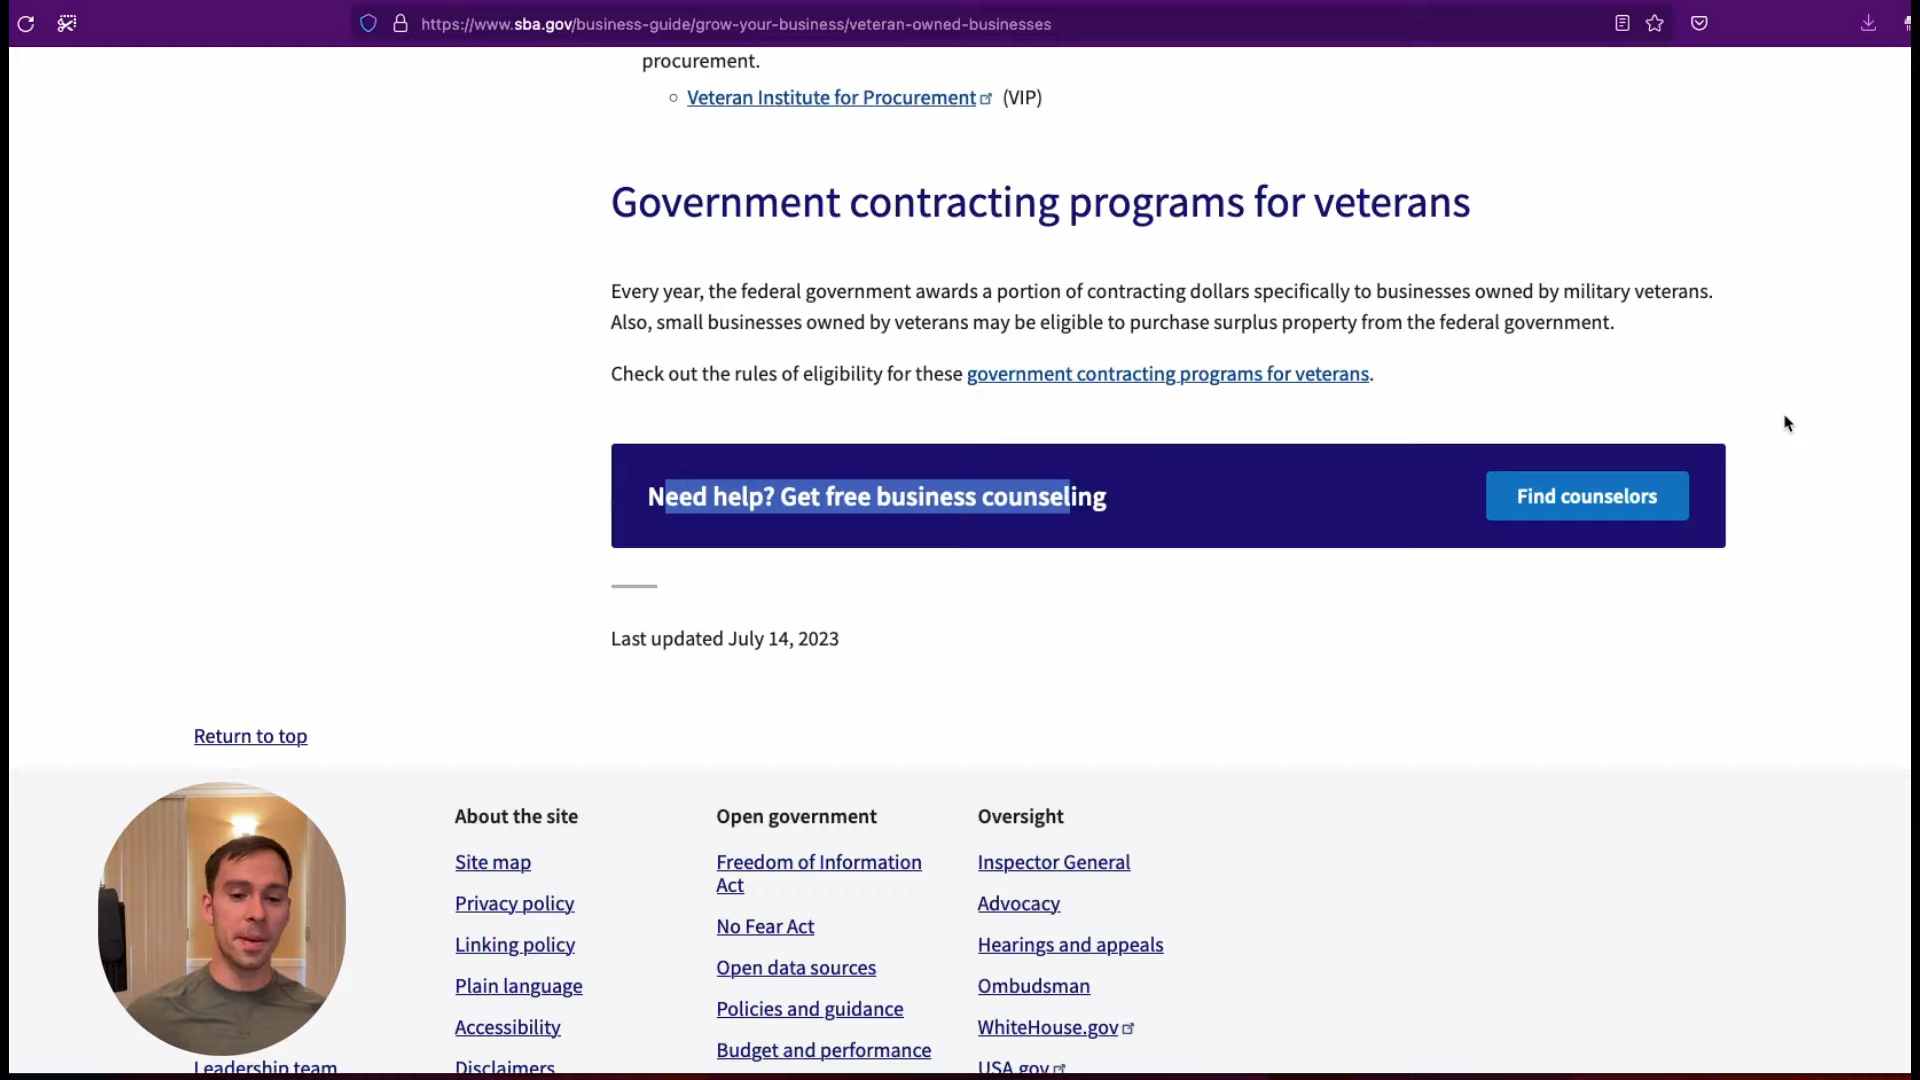 https://www.sba.gov/business-guide/grow-your-business/veteran-owned-businesses
procurement.
Veteran Institute for Procurement (VIP)
Government contracting programs for veterans
Every year, the federal government awards a portion of contracting dollars specifically to businesses owned by military veterans.
Also, small businesses owned by veterans may be eligible to purchase surplus property from the federal government.
Check out the rules of eligibility for these government contracting programs for veterans.
Need help? Get free business counseling
Find counselors
Last updated July 14, 2023
Return to top
About the site
Site map
Privacy policy
Linking policy
Plain language
Accessibility
Disclaimers
Open government
Freedom of Information
Act
No Fear Act
Open data sources
Policies and guidance
Budget and performance
Oversight
Inspector General
Advocacy
Hearings and appeals
Ombudsman
WhiteHouse.gov
USA.gov
Leadership team